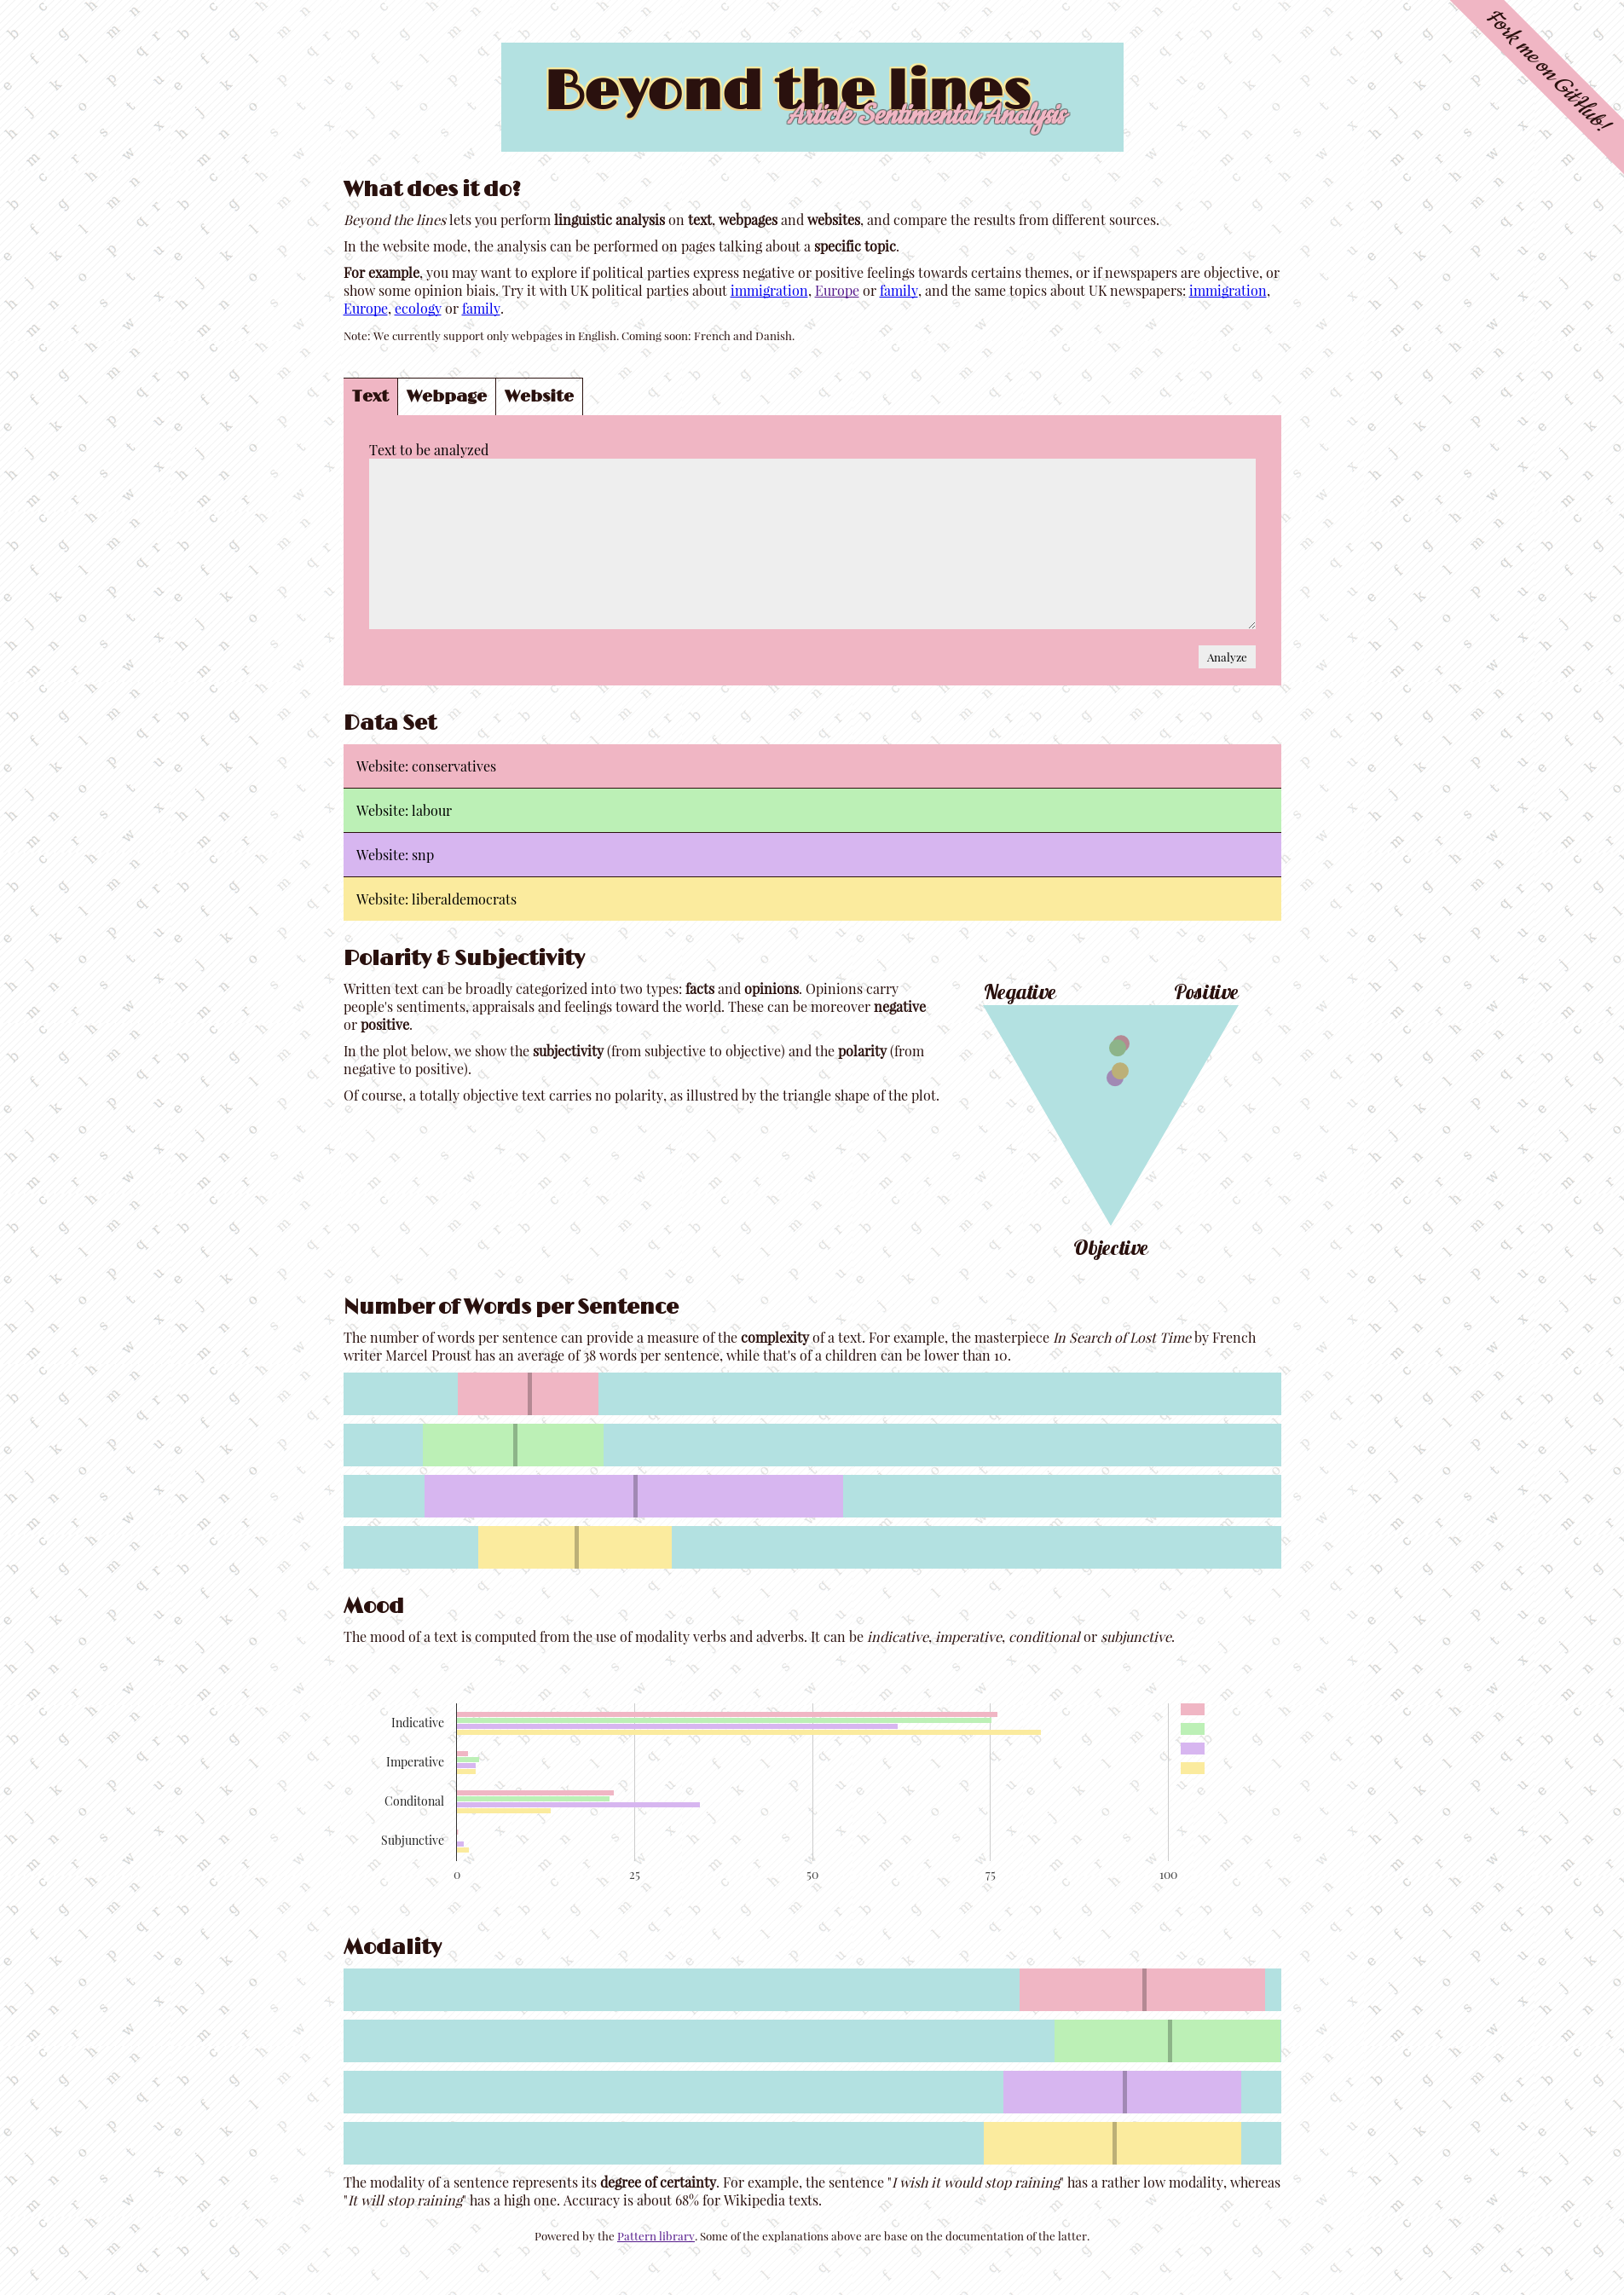 Fork me on GitHub!
Beyond the lines
Article Sentimental Analysis
What does it do?
Beyond the lines lets you perform linguistic analysis on text, webpages and websites, and compare the results from different sources.
In the website mode, the analysis can be performed on pages talking about a specific topic.
For example, you may want to explore if political parties express negative or positive feelings towards certains themes, or if newspapers are objective, or
show some opinion biais. Try it with UK political parties about immigration, Europe or family, and the same topics about UK newspapers: immigration,
Europe, ecology or family.
Note: We currently support only webpages in English. Coming soon: French and Danish.
Text Webpage Website
Text to be analyzed
Analyze
Data Set
Website: conservatives
Website: labour
Website: snp
Website: liberaldemocrats
Polarity & Subjectivity
Written text can be broadly categorized into two types: facts and opinions. Opinions carry
people's sentiments, appraisals and feelings toward the world. These can be moreover negative
or positive.
In the plot below, we show the subjectivity (from subjective to objective) and the polarity (from
negative to positive).
Of course, a totally objective text carries no polarity, as illustred by the triangle shape of the plot.
Negative Positive
Objective
Number of Words per Sentence
The number of words per sentence can provide a measure of the complexity of a text. For example, the masterpiece In Search of Lost Time by French
writer Marcel Proust has an average of 38 words per sentence, while that's of a children can be lower than 10.
Mood
The mood of a text is computed from the use of modality verbs and adverbs. It can be indicative, imperative, conditional or subjunctive.
Indicative
Imperative
Conditonal
Subjunctive
0 25 50 75 100
Modality
The modality of a sentence represents its degree of certainty. For example, the sentence "I wish it would stop raining" has a rather low modality, whereas
"It will stop raining" has a high one. Accuracy is about 68% for Wikipedia texts.
Powered by the Pattern library. Some of the explanations above are base on the documentation of the latter.